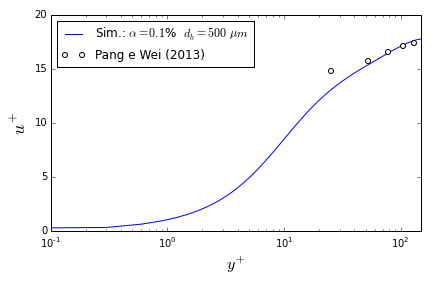 20
Sim.: α = 0.1% d_b = 500 μm
Pang e Wei (2013)
15
u⁺
10
5
0
10⁻¹ 10⁰ 10¹ 10²
y⁺